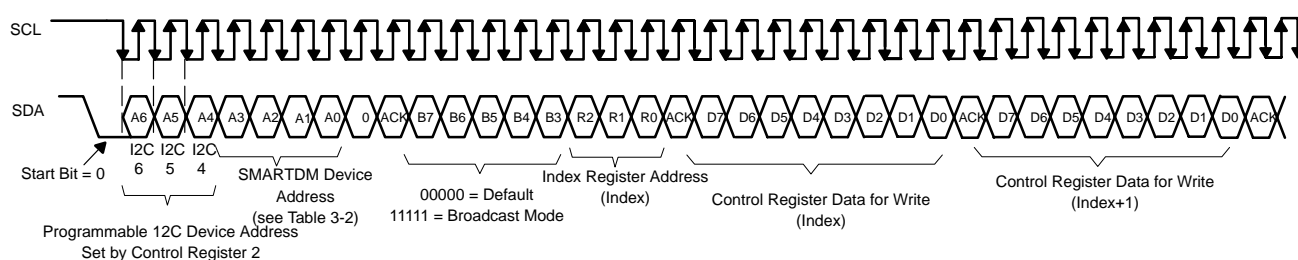 SCL
SDA
A6 A5 A4 A3 A2 A1 A0 0 ACK B7 B6 B5 B4 B3 R2 R1 R0 ACK D7 D6 D5 D4 D3 D2 D1 D0 ACK D7 D6 D5 D4 D3 D2 D1 D0 ACK
Start Bit = 0
I2C I2C I2C
6 5 4
SMARTDM Device
Address
(see Table 3-2)
00000 = Default
11111 = Broadcast Mode
Index Register Address
(Index)
Control Register Data for Write
(Index)
Control Register Data for Write
(Index+1)
Programmable 12C Device Address
Set by Control Register 2